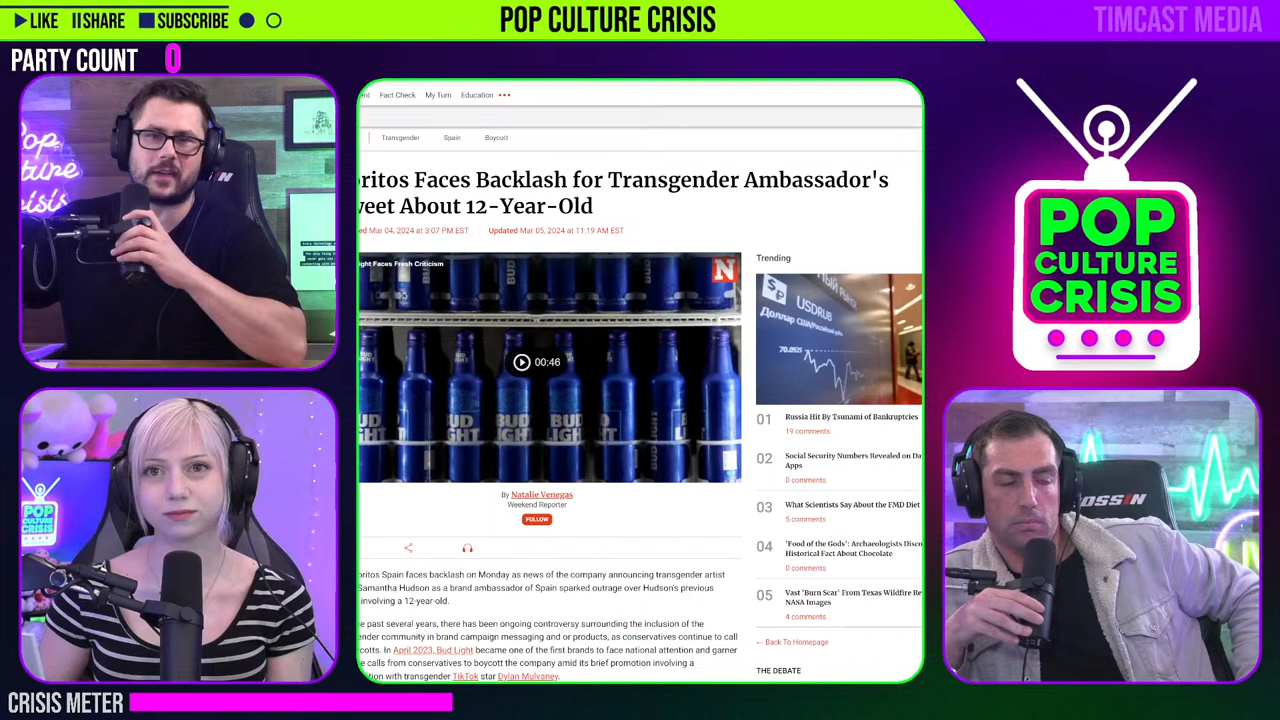 LIKE SHARE SUBSCRIBE
POP CULTURE CRISIS
TIMCAST MEDIA
PARTY COUNT 0
Fact Check My Turn Education
Transgender Spain Boycott
oritos Faces Backlash for Transgender Ambassador's
weet About 12-Year-Old
ed Mar 04, 2024 at 3:07 PM EST Updated Mar 05, 2024 at 11:19 AM EST
ight Faces Fresh Criticism
N
00:46
BUD LIGHT
By Natalie Venegas
Weekend Reporter
FOLLOW
oritos Spain faces backlash on Monday as news of the company announcing transgender artist
Samantha Hudson as a brand ambassador of Spain sparked outrage over Hudson's previous
involving a 12-year-old.
e past several years, there has been ongoing controversy surrounding the inclusion of the
ender community in brand campaign messaging and or products, as conservatives continue to call
cotts. In April 2023, Bud Light became one of the first brands to face national attention and garner
e calls from conservatives to boycott the company amid its brief promotion involving a
tion with transgender TikTok star Dylan Mulvaney.
Trending
USDRUB
70.0925
01 Russia Hit By Tsunami of Bankruptcies
19 comments
02 Social Security Numbers Revealed on Da
Apps
0 comments
03 What Scientists Say About the FMD Diet
5 comments
04 'Food of the Gods': Archaeologists Disco
Historical Fact About Chocolate
0 comments
05 Vast 'Burn Scar' From Texas Wildfire Re
NASA Images
4 comments
Back To Homepage
THE DEBATE
POP
CULTURE
CRISIS
CRISIS METER